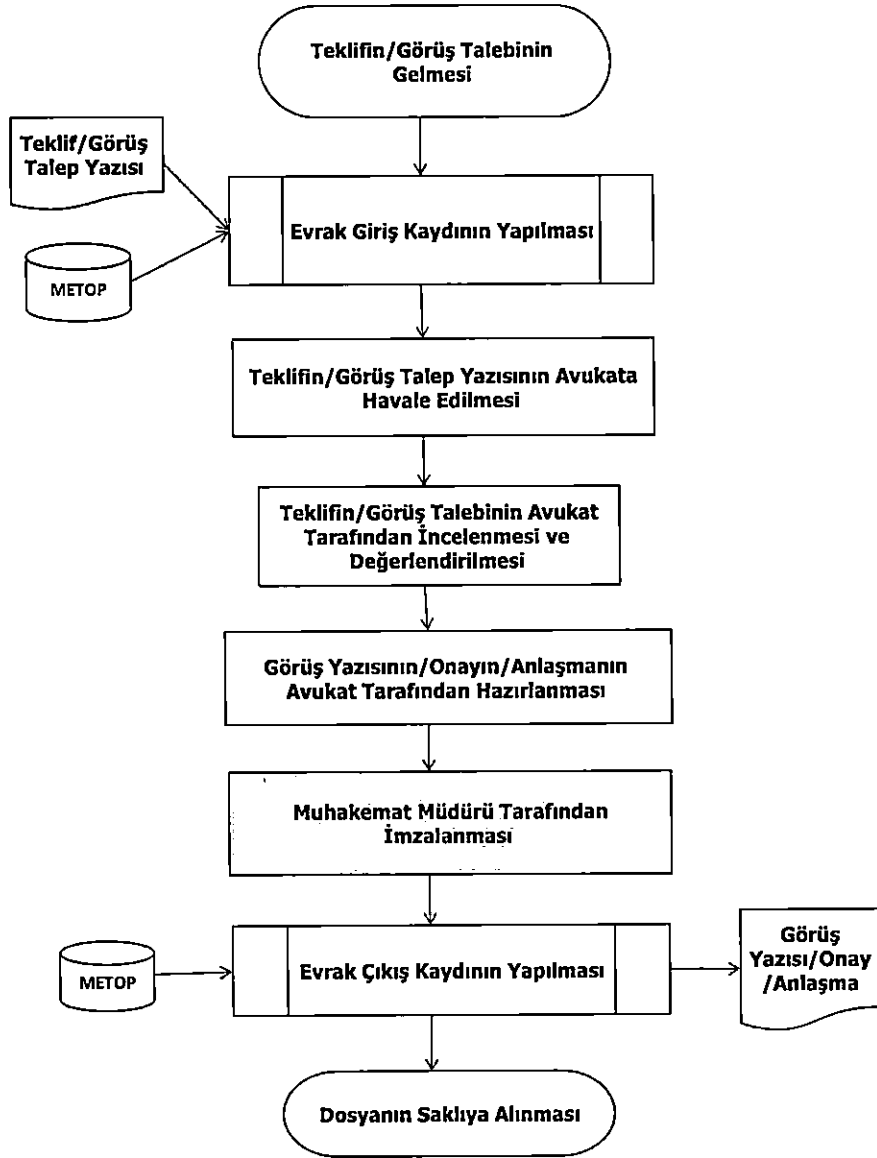 Teklifin/Görüş Talebinin
Gelmesi
Teklif/Görüş
Talep Yazısı
Evrak Giriş Kaydının Yapılması
METOP
Teklifin/Görüş Talep Yazısının Avukata
Havale Edilmesi
Teklifin/Görüş Talebinin Avukat
Tarafından İncelenmesi ve
Değerlendirilmesi
Görüş Yazısının/Onayın/Anlaşmanın
Avukat Tarafından Hazırlanması
Muhakemat Müdürü Tarafından
İmzalanması
METOP
Evrak Çıkış Kaydının Yapılması
Görüş
Yazısı/Onay
/Anlaşma
Dosyanın Saklıya Alınması